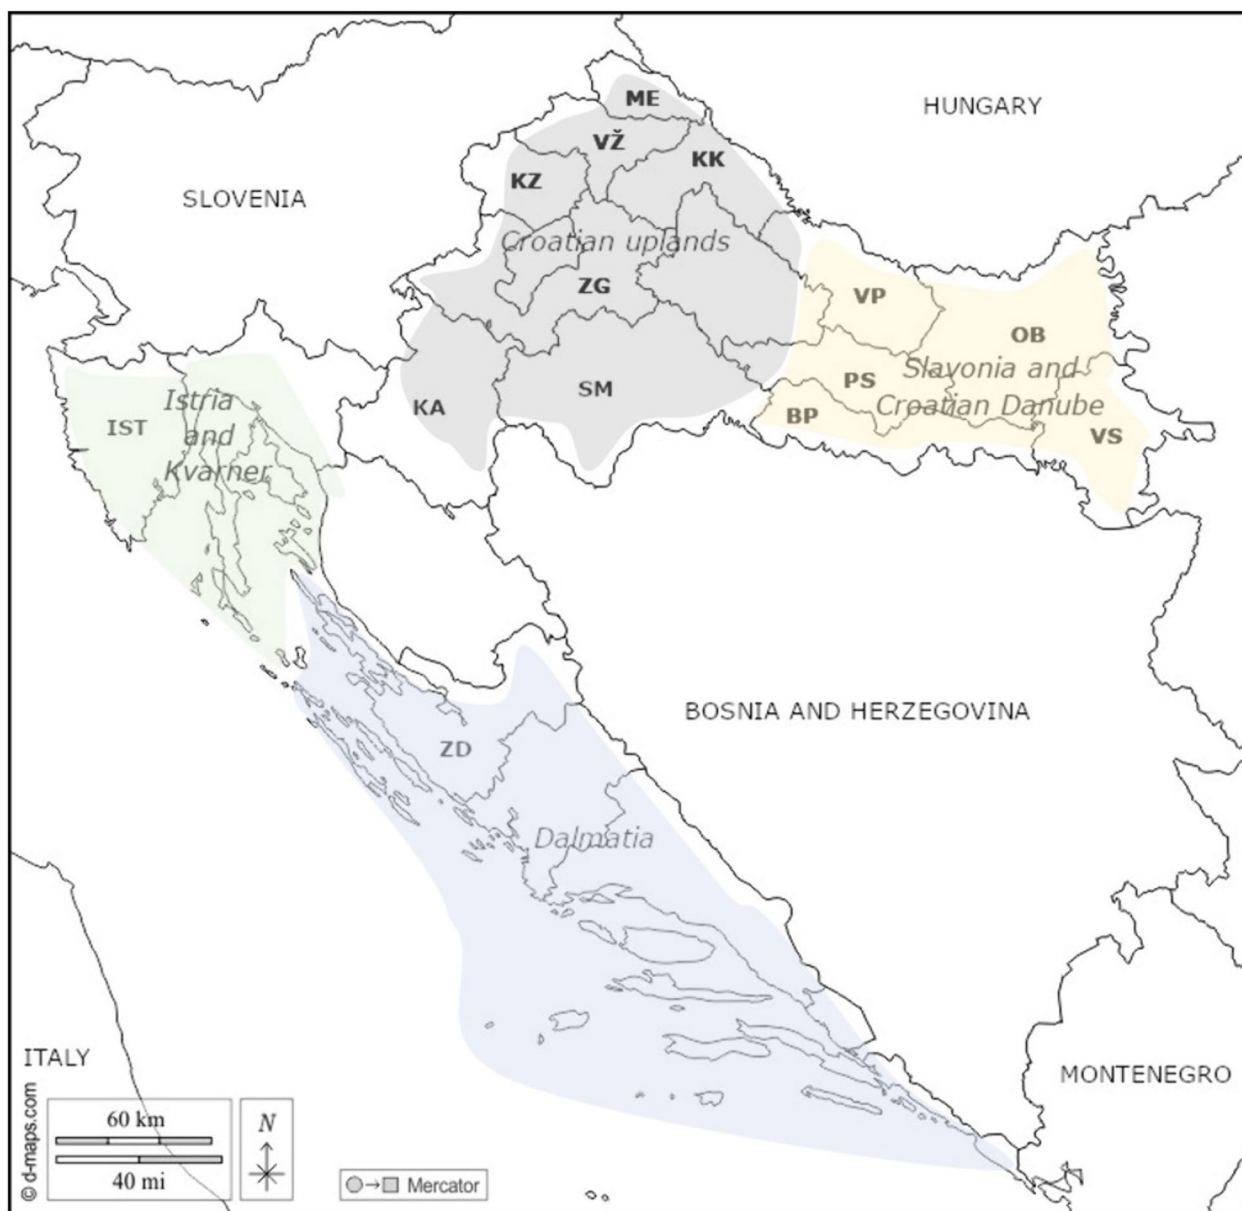 ME
HUNGARY
VŽ
KK
KZ
SLOVENIA
Croatian uplands
ZG
VP
OB
Slavonia and
Croatian Danube
PS
BP
VS
SM
KA
Istria
and
Kvarner
IST
BOSNIA AND HERZEGOVINA
ZD
Dalmatia
ITALY
MONTENEGRO
60 km
40 mi
N
Mercator
© d-maps.com